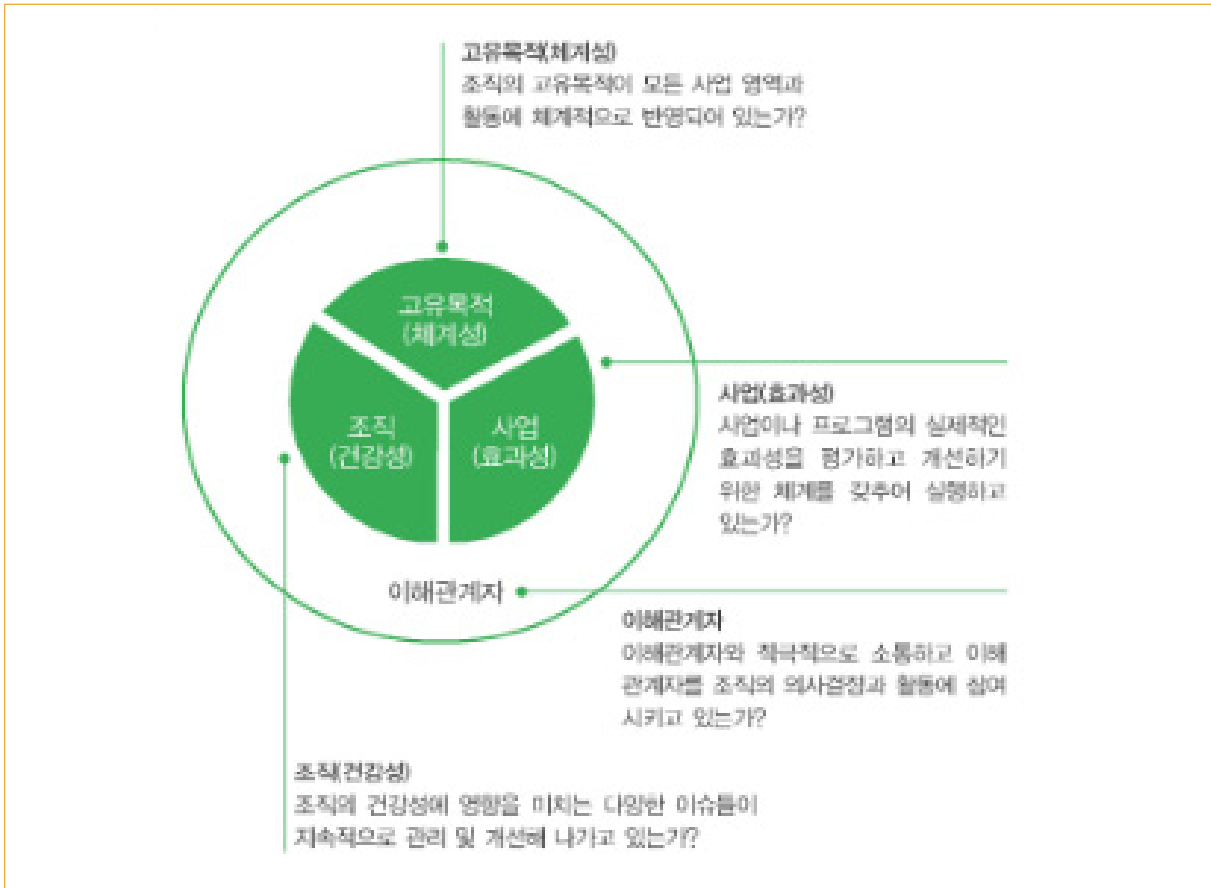 고유목적(체계성)
조직의 고유목적이 모든 사업 영역과
활동에 체계적으로 반영되어 있는가?
고유목적
(체계성)
조직
(건강성)
사업
(효과성)
사업(효과성)
사업이나 프로그램의 실제적인
효과성을 평가하고 개선하기
위한 체계를 갖추어 실행하고
있는가?
이해관계자
이해관계자
이해관계자와 적극적으로 소통하고 이해
관계자를 조직의 의사결정과 활동에 참여
시키고 있는가?
조직(건강성)
조직의 건강성에 영향을 미치는 다양한 이슈들이
지속적으로 관리 및 개선해 나가고 있는가?